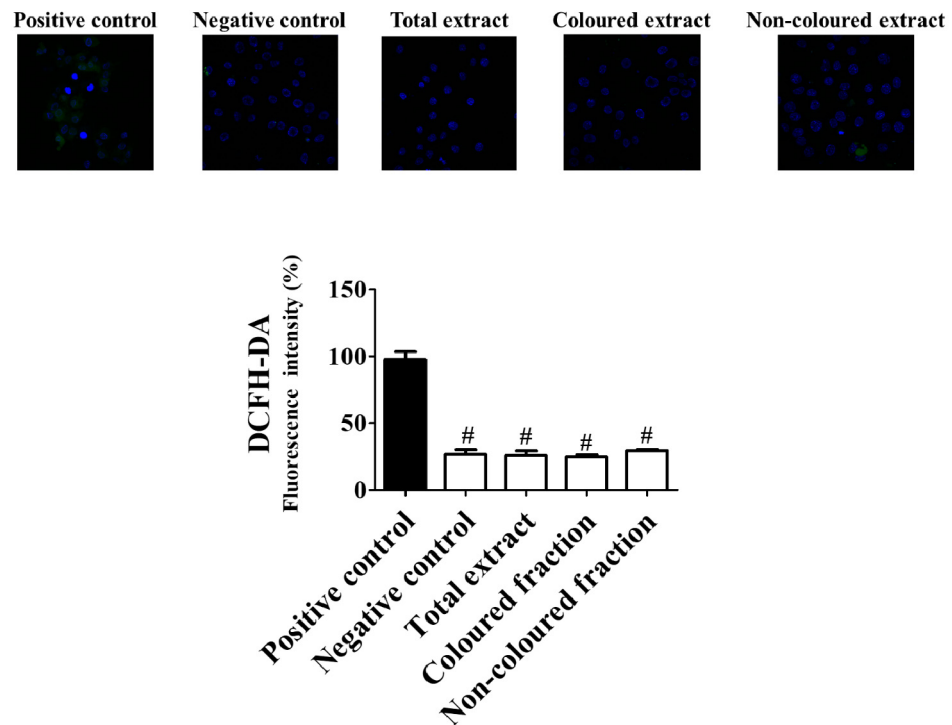 Positive control Negative control Total extract Coloured extract Non-coloured extract
DCFH-DA
Fluorescence intensity (%)
150
100
50
0
# # # #
Positive control
Negative control
Total extract
Coloured fraction
Non-coloured fraction